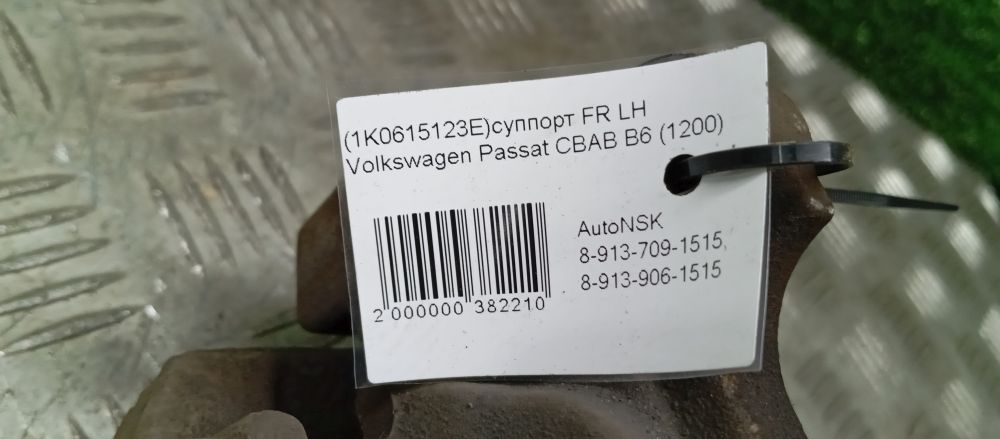 (1K0615123E)суппорт FR LH
Volkswagen Passat CBAB B6 (1200)
AutoNSK
8-913-709-1515,
8-913-906-1515
2 000000 382210